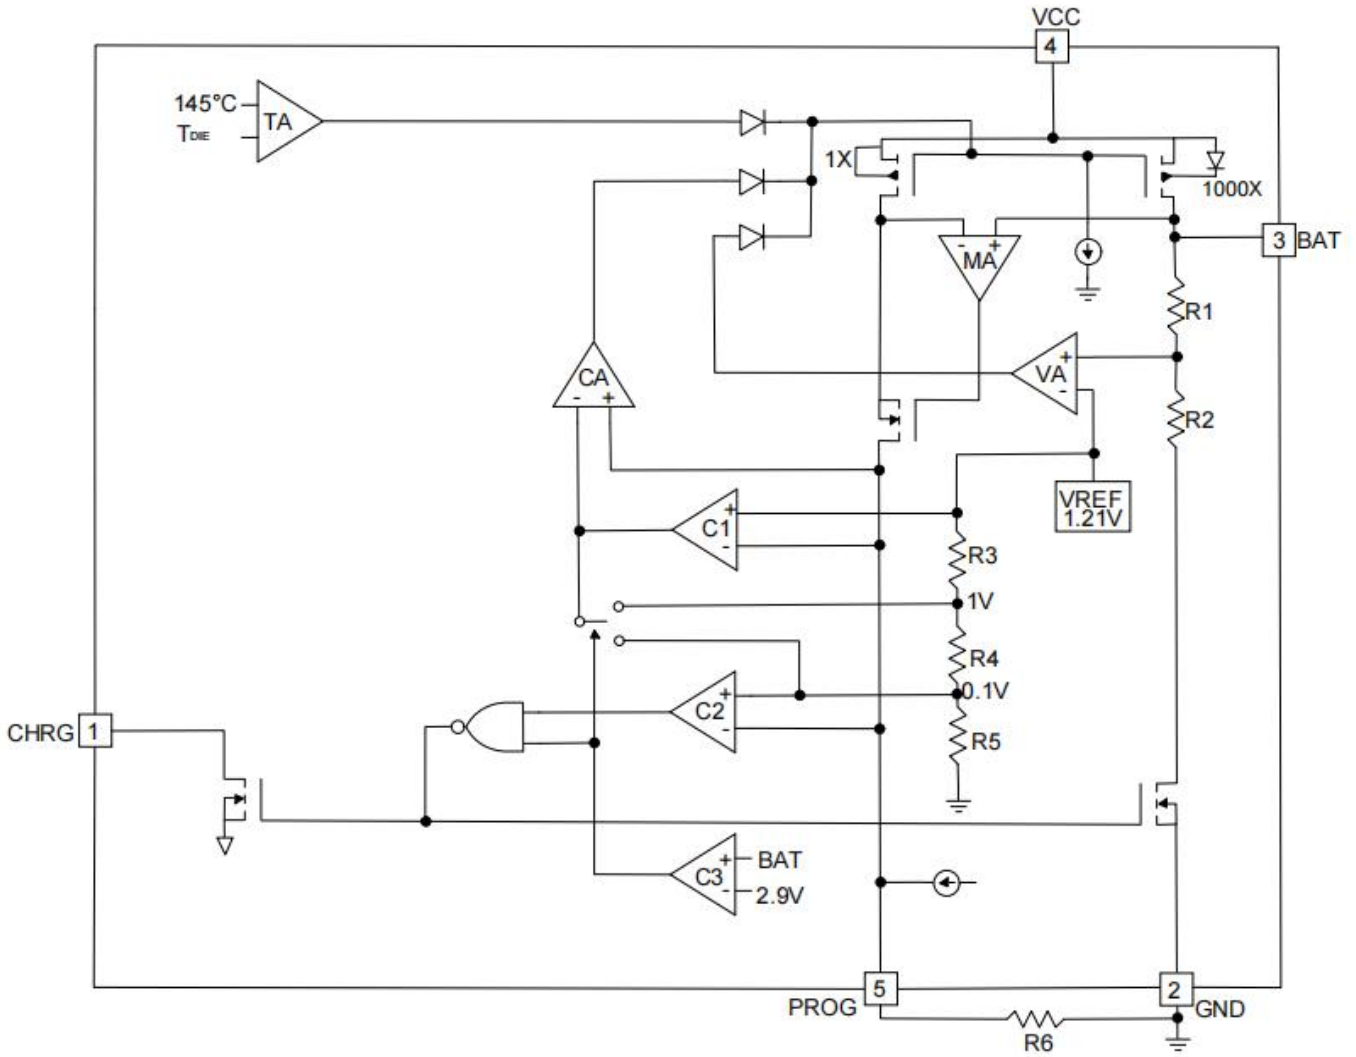 VCC
4
145°C
TDIE
TA
1X
1000X
- +
MA
3 BAT
R1
CA
- +
VA
+
-
R2
VREF
1.21V
C1
+
-
R3
1V
R4
0.1V
C2
+
-
R5
CHRG 1
C3
+
-
BAT
2.9V
5
PROG
2
GND
R6